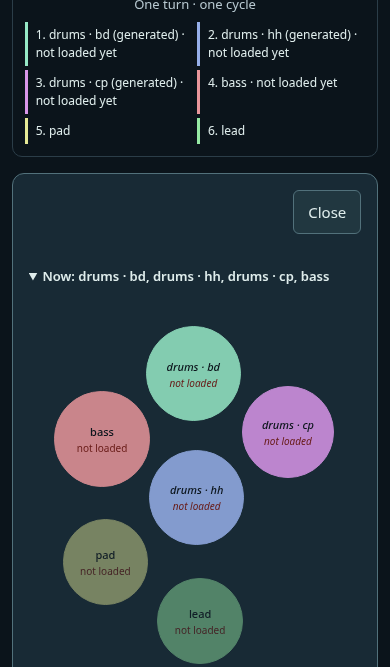 One turn · one cycle
1. drums · bd (generated) ·
not loaded yet
2. drums · hh (generated) ·
not loaded yet
3. drums · cp (generated) ·
not loaded yet
4. bass · not loaded yet
5. pad
6. lead
Close
▼ Now: drums · bd, drums · hh, drums · cp, bass
drums · bd
not loaded
drums · cp
not loaded
bass
not loaded
drums · hh
not loaded
pad
not loaded
lead
not loaded